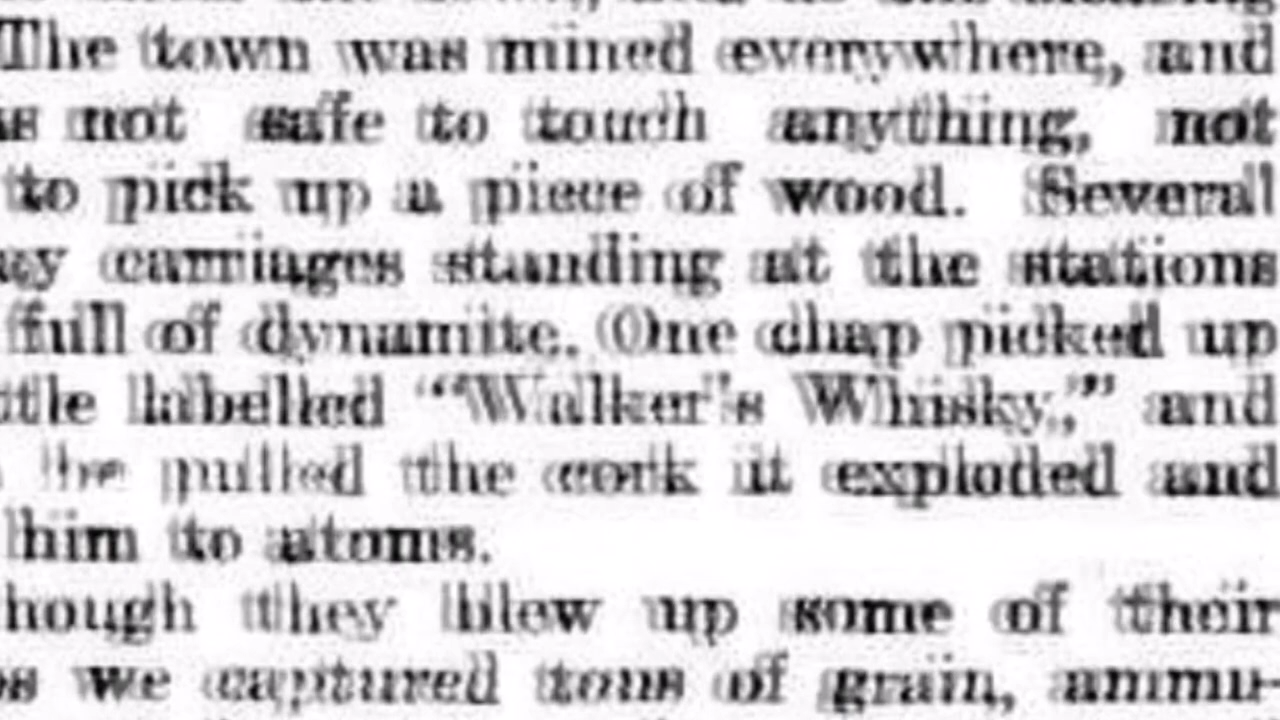 The town was mined everywhere, and
not safe to touch anything, not
to pick up a piece of wood. Several
carriages standing at the stations
full of dynamite. One chap picked up
labelled "Walker's Whisky," and
he pulled the cork it exploded and
him to atoms.
hough they blew up some of their
we captured tons of grain, ammu-